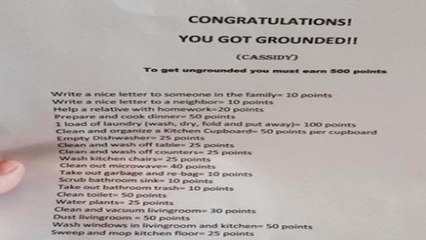 CONGRATULATIONS!
YOU GOT GROUNDED!!
(CASSIDY)
To get ungrounded you must earn 500 points
Write a nice letter to someone in the family= 10 points
Write a nice letter to a neighbor= 10 points
Help a relative with homework=20 points
Prepare and cook dinner= 50 points
1 load of laundry (wash, dry, fold and put away)= 100 points
Clean and organize a Kitchen Cupboard= 50 points per cupboard
Empty Dishwasher= 25 points
Clean and wash off table= 25 points
Clean and wash off counters= 25 points
Wash kitchen chairs= 25 points
Clean out microwave= 40 points
Take out garbage and re-bag= 10 points
Scrub bathroom sink= 10 points
Take out bathroom trash= 10 points
Clean toilet= 50 points
Water plants= 25 points
Clean and vacuum livingroom= 30 points
Dust livingroom = 50 points
Wash windows in livingroom and kitchen= 50 points
Sweep and mop kitchen floor= 25 points